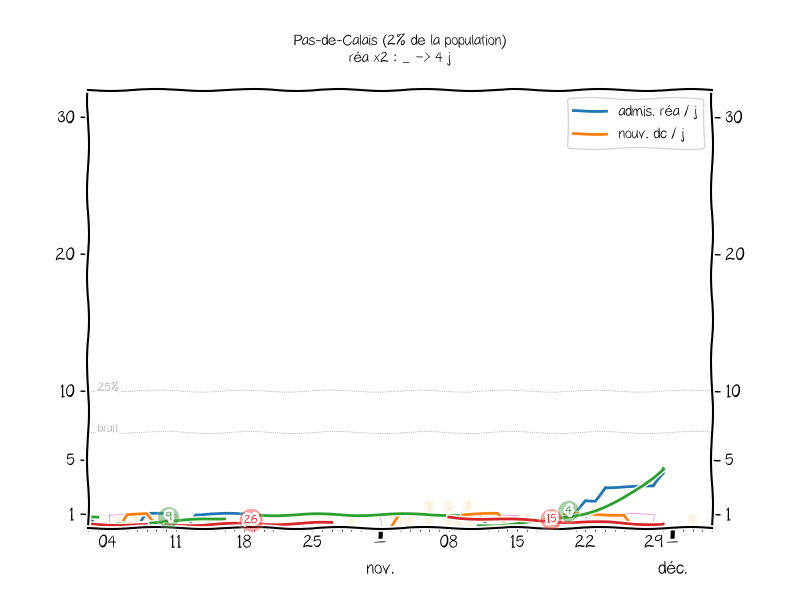 Pas-de-Calais (2% de la population)
réa x2 : _ -> 4 j
admis. réa / j
nouv. dc / j
30 30
20 20
10 10
25%
bruit
5 5
1 1
9 26 15 4
04 11 18 25 08 15 22 29
nov. déc.